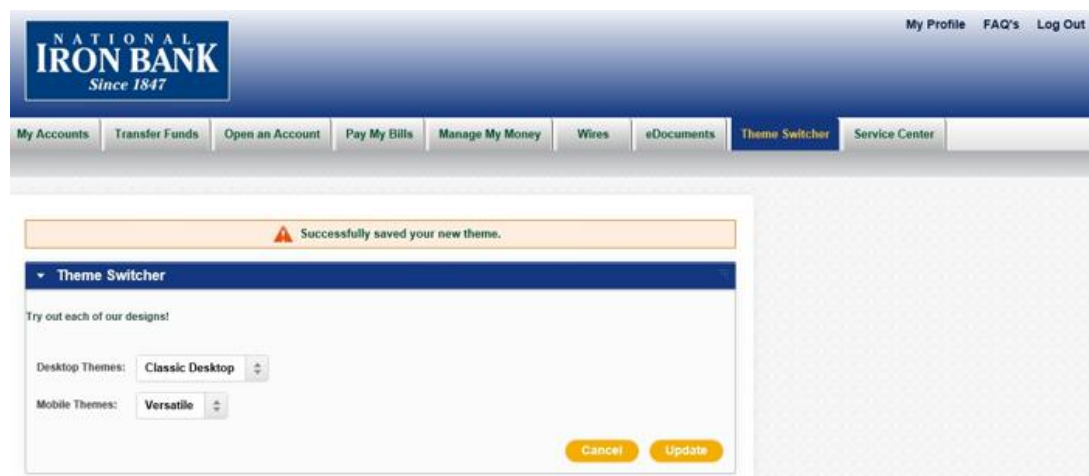 My Profile FAQ's Log Out
NATIONAL
IRON BANK
Since 1847
My Accounts Transfer Funds Open an Account Pay My Bills Manage My Money Wires eDocuments Theme Switcher Service Center
Successfully saved your new theme.
Theme Switcher
Try out each of our designs!
Desktop Themes: Classic Desktop
Mobile Themes: Versatile
Cancel Update